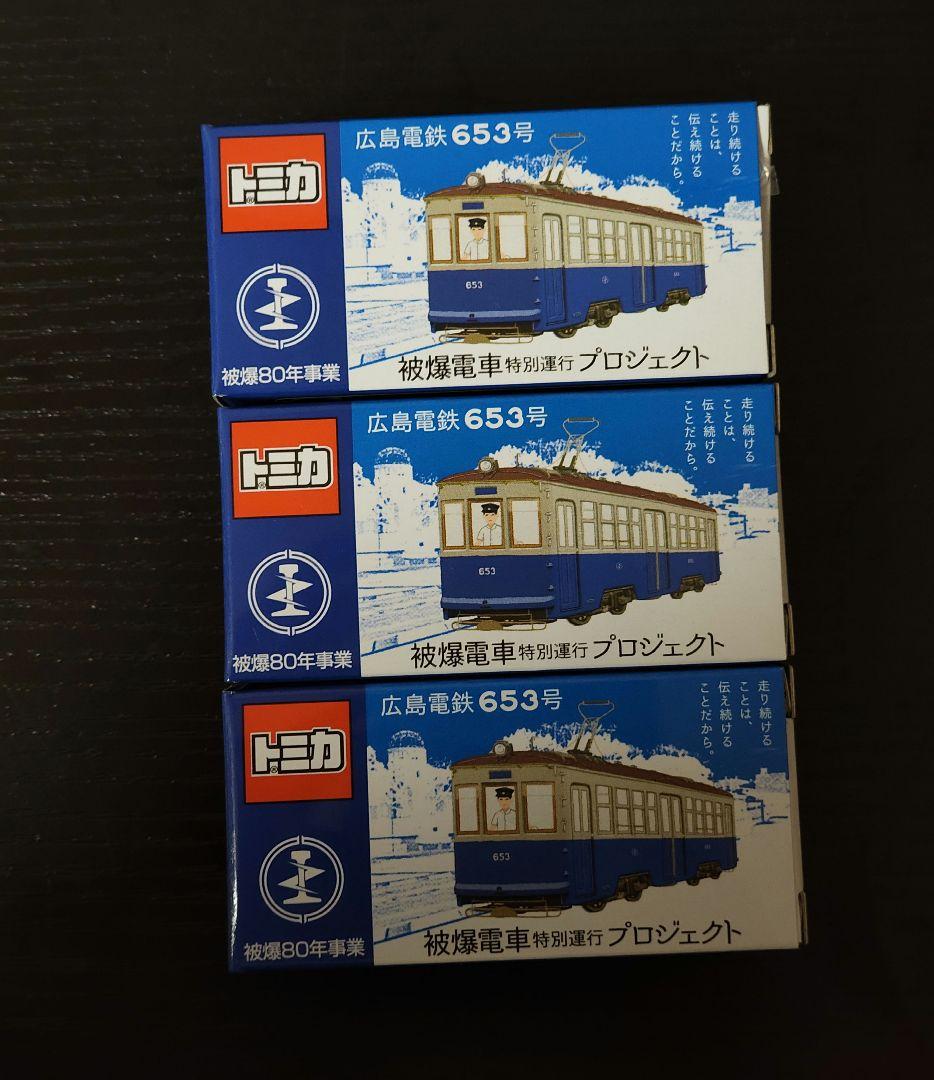 広島電鉄653号
走り続ける
ことは、
伝え続ける
ことだから。
トミカ®
653
被爆80年事業
被爆電車特別運行プロジェクト
広島電鉄653号
走り続ける
ことは、
伝え続ける
ことだから。
トミカ®
653
被爆80年事業
被爆電車特別運行プロジェクト
広島電鉄653号
走り続ける
ことは、
伝え続ける
ことだから。
トミカ®
653
被爆80年事業
被爆電車特別運行プロジェクト